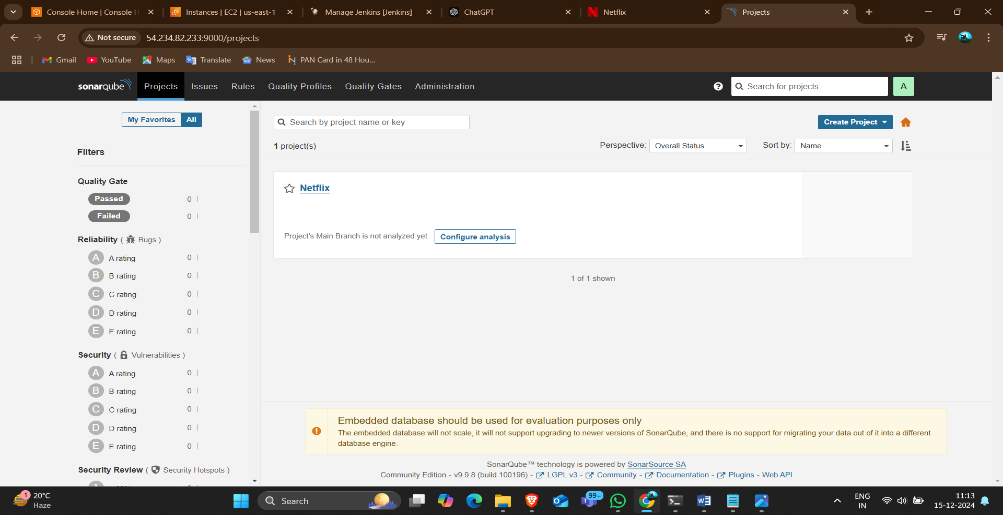 Console Home | Console H
Instances | EC2 | us-east-1
Manage Jenkins [Jenkins]
ChatGPT
Netflix
Projects
Not secure
54.234.82.233:9000/projects
Gmail
YouTube
Maps
Translate
News
PAN Card in 48 Hou...
sonarqube
Projects
Issues
Rules
Quality Profiles
Quality Gates
Administration
Search for projects
A
My Favorites
All
Search by project name or key
Create Project
1 project(s)
Perspective: Overall Status
Sort by: Name
Filters
Quality Gate
Passed 0
Failed 0
Reliability ( Bugs )
A A rating 0
B B rating 0
C C rating 0
D D rating 0
E E rating 0
Security ( Vulnerabilities )
A A rating 0
B B rating 0
C C rating 0
D D rating 0
E E rating 0
Security Review ( Security Hotspots )
Netflix
Project's Main Branch is not analyzed yet. Configure analysis
1 of 1 shown
Embedded database should be used for evaluation purposes only
The embedded database will not scale, it will not support upgrading to newer versions of SonarQube, and there is no support for migrating your data out of it into a different
database engine.
SonarQube™ technology is powered by SonarSource SA
Community Edition - v9.9.8 (build 100196) - LGPL v3 - Community - Documentation - Plugins - Web API
1
20°C
Haze
Search
99+
ENG
IN
11:13
15-12-2024